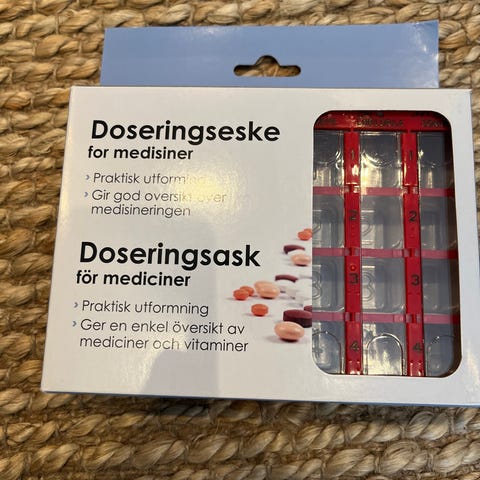 Doseringseske
for medisiner
› Praktisk utforming
› Gir god oversikt over
medisineringen
Doseringsask
för mediciner
› Praktisk utformning
› Ger en enkel översikt av
mediciner och vitaminer
1 1
2 2
3 3
4 4